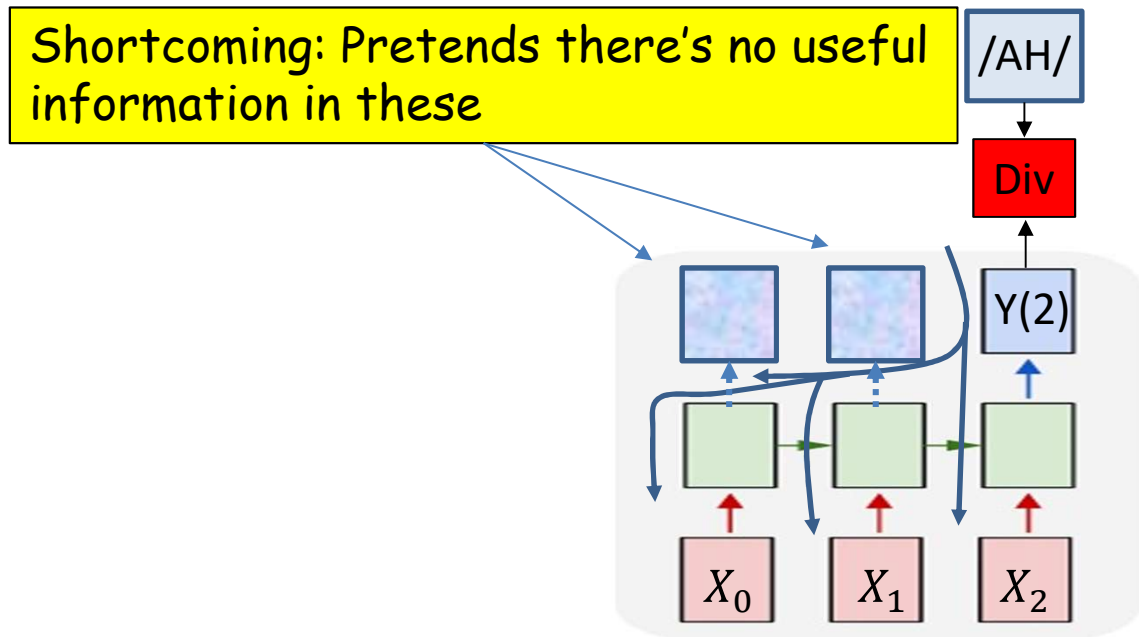 Shortcoming: Pretends there's no useful
information in these
/AH/
Div
Y(2)
X₀ X₁ X₂